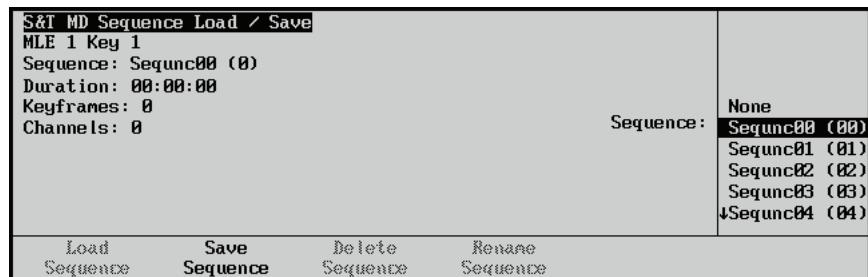 S&T MD Sequence Load / Save
MLE 1 Key 1
Sequence: Sequnc00 (0)
Duration: 00:00:00
Keyframes: 0
Channels: 0
Sequence:
None
Sequnc00 (00)
Sequnc01 (01)
Sequnc02 (02)
Sequnc03 (03)
↓Sequnc04 (04)
Load Sequence
Save Sequence
Delete Sequence
Rename Sequence